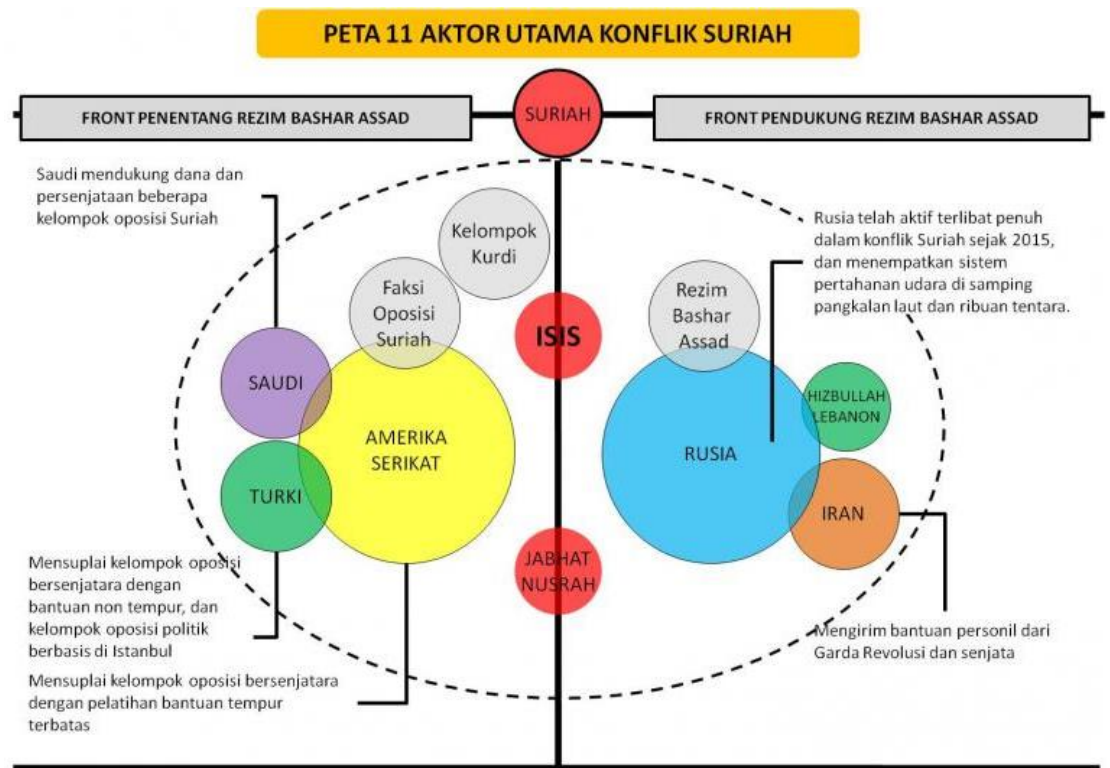 PETA 11 AKTOR UTAMA KONFLIK SURIAH
FRONT PENENTANG REZIM BASHAR ASSAD
SURIAH
FRONT PENDUKUNG REZIM BASHAR ASSAD
Saudi mendukung dana dan
persenjataan beberapa
kelompok oposisi Suriah
Kelompok
Kurdi
Faksi
Oposisi
Suriah
SAUDI
AMERIKA
SERIKAT
TURKI
ISIS
JABHAT
NUSRAH
Rezim
Bashar
Assad
Rusia telah aktif terlibat penuh
dalam konflik Suriah sejak 2015,
dan menempatkan sistem
pertahanan udara di samping
pangkalan laut dan ribuan tentara.
HIZBULLAH
LEBANON
RUSIA
IRAN
Mensuplai kelompok oposisi
bersenjatara dengan
bantuan non tempur, dan
kelompok oposisi politik
berbasis di Istanbul
Mensuplai kelompok oposisi bersenjatara
dengan pelatihan bantuan tempur
terbatas
Mengirim bantuan personil dari
Garda Revolusi dan senjata